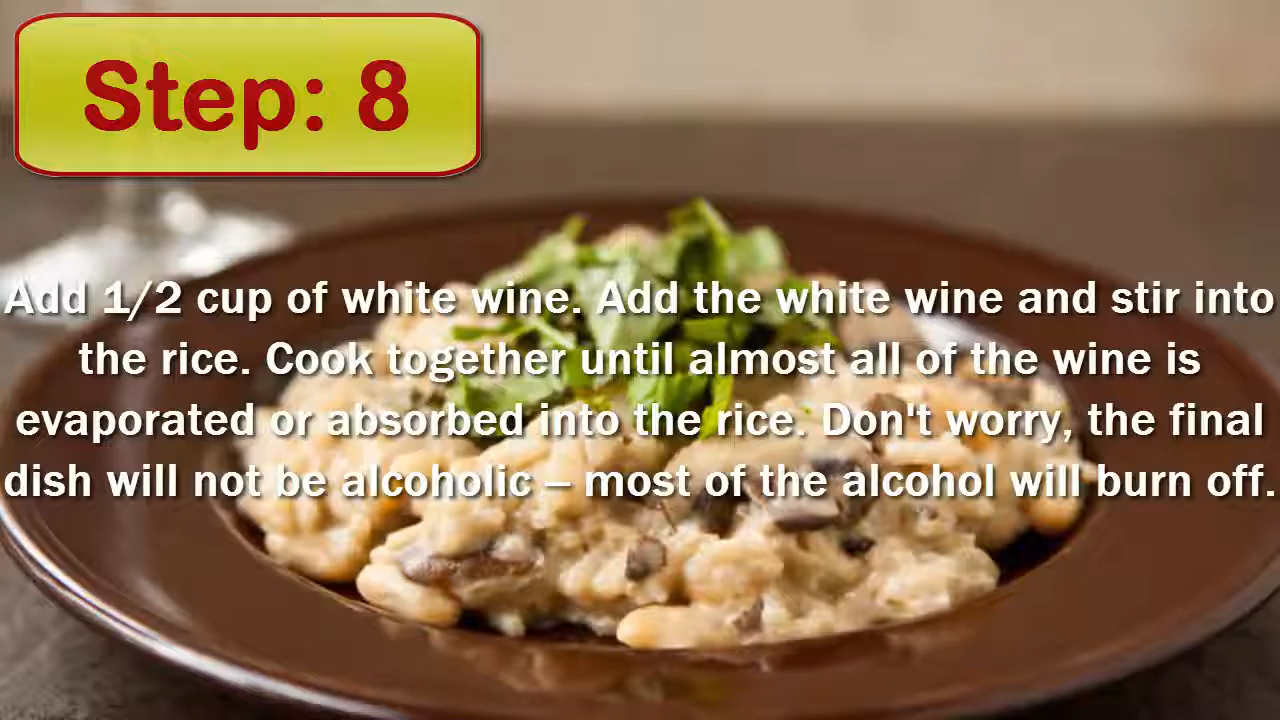 Step: 8
Add 1/2 cup of white wine. Add the white wine and stir into
the rice. Cook together until almost all of the wine is
evaporated or absorbed into the rice. Don't worry, the final
dish will not be alcoholic – most of the alcohol will burn off.